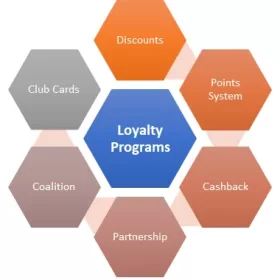 Discounts
Club Cards
Points
System
Loyalty
Programs
Coalition
Cashback
Partnership